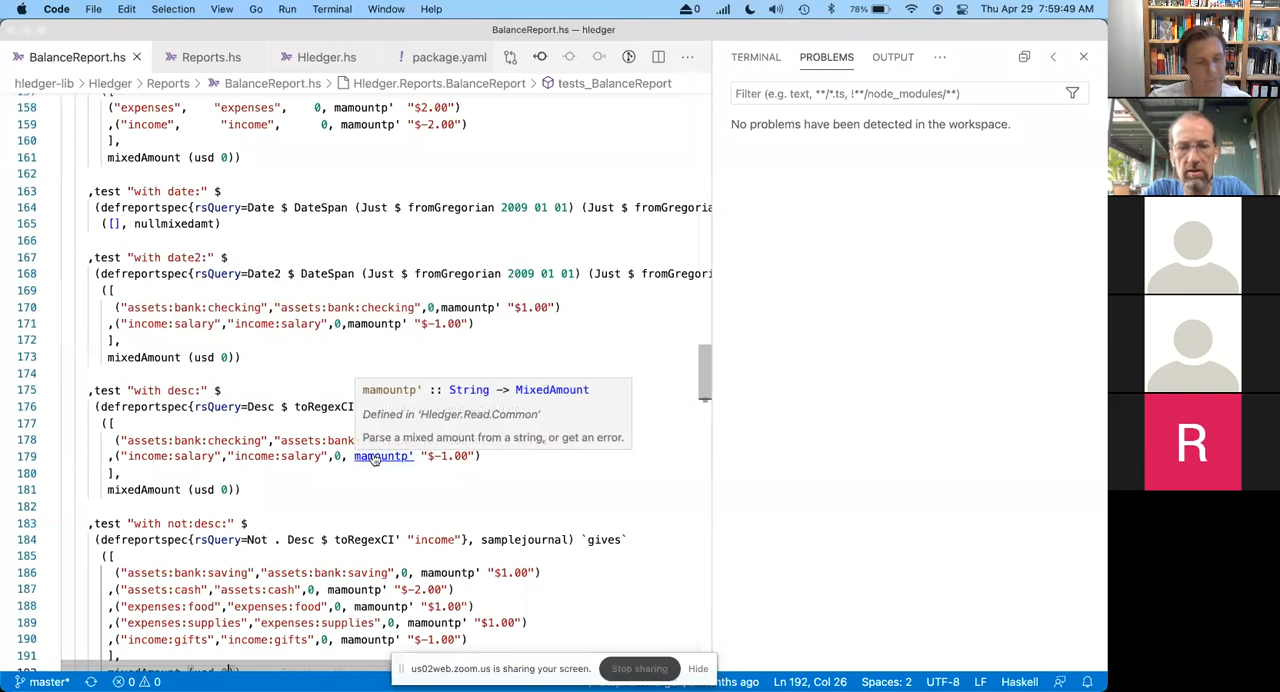 Code File Edit Selection View Go Run Terminal Window Help
0 78% Thu Apr 29 7:59:49 AM
BalanceReport.hs — hledger
BalanceReport.hs Reports.hs Hledger.hs ! package.yaml
TERMINAL PROBLEMS OUTPUT
hledger-lib > Hledger > Reports > BalanceReport.hs > Hledger.Reports.BalanceReport > tests_BalanceReport
Filter (e.g. text, **/*.ts, !**/node_modules/**)
No problems have been detected in the workspace.
158 ("expenses", "expenses", 0, mamountp' "$2.00")
159 ,("income", "income", 0, mamountp' "$-2.00")
160 ],
161 mixedAmount (usd 0))
162
163 ,test "with date:" $
164 (defreportspec{rsQuery=Date $ DateSpan (Just $ fromGregorian 2009 01 01) (Just $ fromGregoria
165 ([], nullmixedamt)
166
167 ,test "with date2:" $
168 (defreportspec{rsQuery=Date2 $ DateSpan (Just $ fromGregorian 2009 01 01) (Just $ fromGregori
169 ([
170 ("assets:bank:checking","assets:bank:checking",0,mamountp' "$1.00")
171 ,("income:salary","income:salary",0,mamountp' "$-1.00")
172 ],
173 mixedAmount (usd 0))
174
175 ,test "with desc:" $
176 (defreportspec{rsQuery=Desc $ toRegexCI
177 ([
178 ("assets:bank:checking","assets:bank
179 ,("income:salary","income:salary",0, mamountp' "$-1.00")
180 ],
181 mixedAmount (usd 0))
182
183 ,test "with not:desc:" $
184 (defreportspec{rsQuery=Not . Desc $ toRegexCI' "income"}, samplejournal) `gives`
185 ([
186 ("assets:bank:saving","assets:bank:saving",0, mamountp' "$1.00")
187 ,("assets:cash","assets:cash",0, mamountp' "$-2.00")
188 ,("expenses:food","expenses:food",0, mamountp' "$1.00")
189 ,("expenses:supplies","expenses:supplies",0, mamountp' "$1.00")
190 ,("income:gifts","income:gifts",0, mamountp' "$-1.00")
191 ],
192 mixedAmount (usd 0))
mamountp' :: String -> MixedAmount
Defined in ‘Hledger.Read.Common’
Parse a mixed amount from a string, or get an error.
R
us02web.zoom.us is sharing your screen. Stop sharing Hide
master* 0 0 Ln 192, Col 26 Spaces: 2 UTF-8 LF Haskell